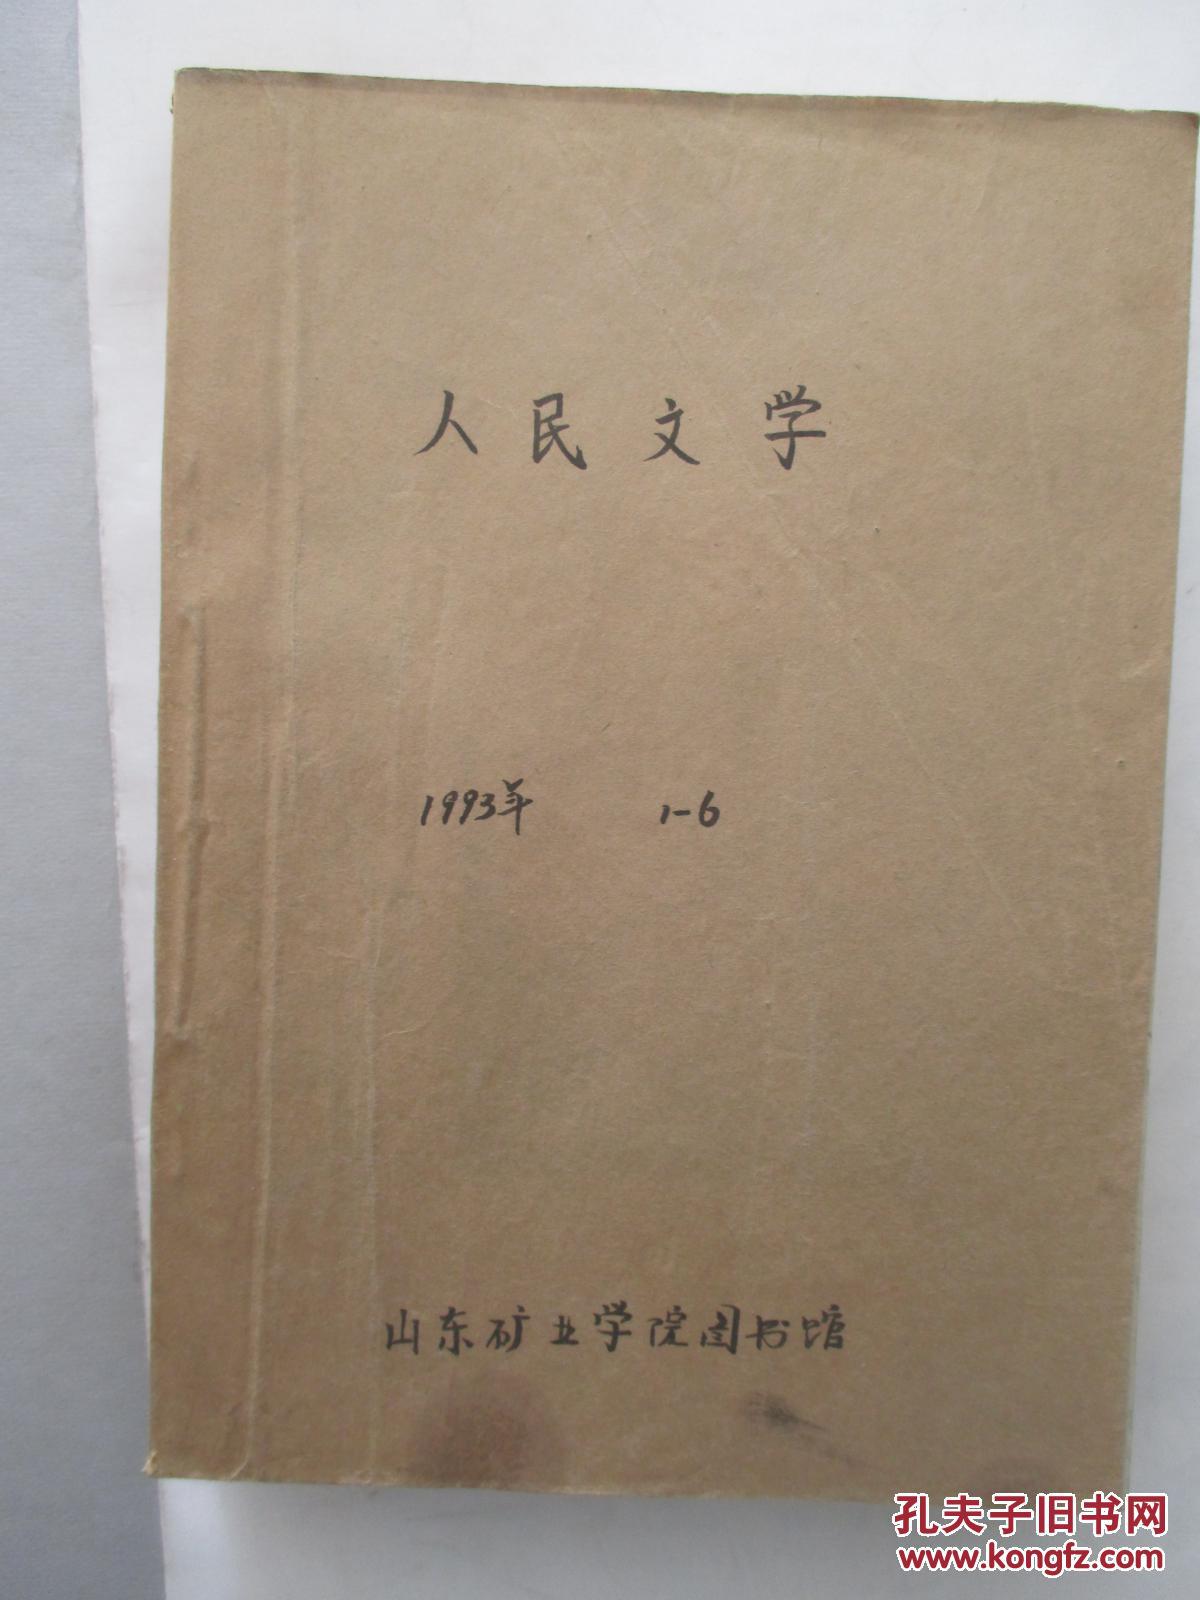 人民文学
1993年 1-6
山东矿业学院图书馆
孔夫子旧书网
www.kongfz.com